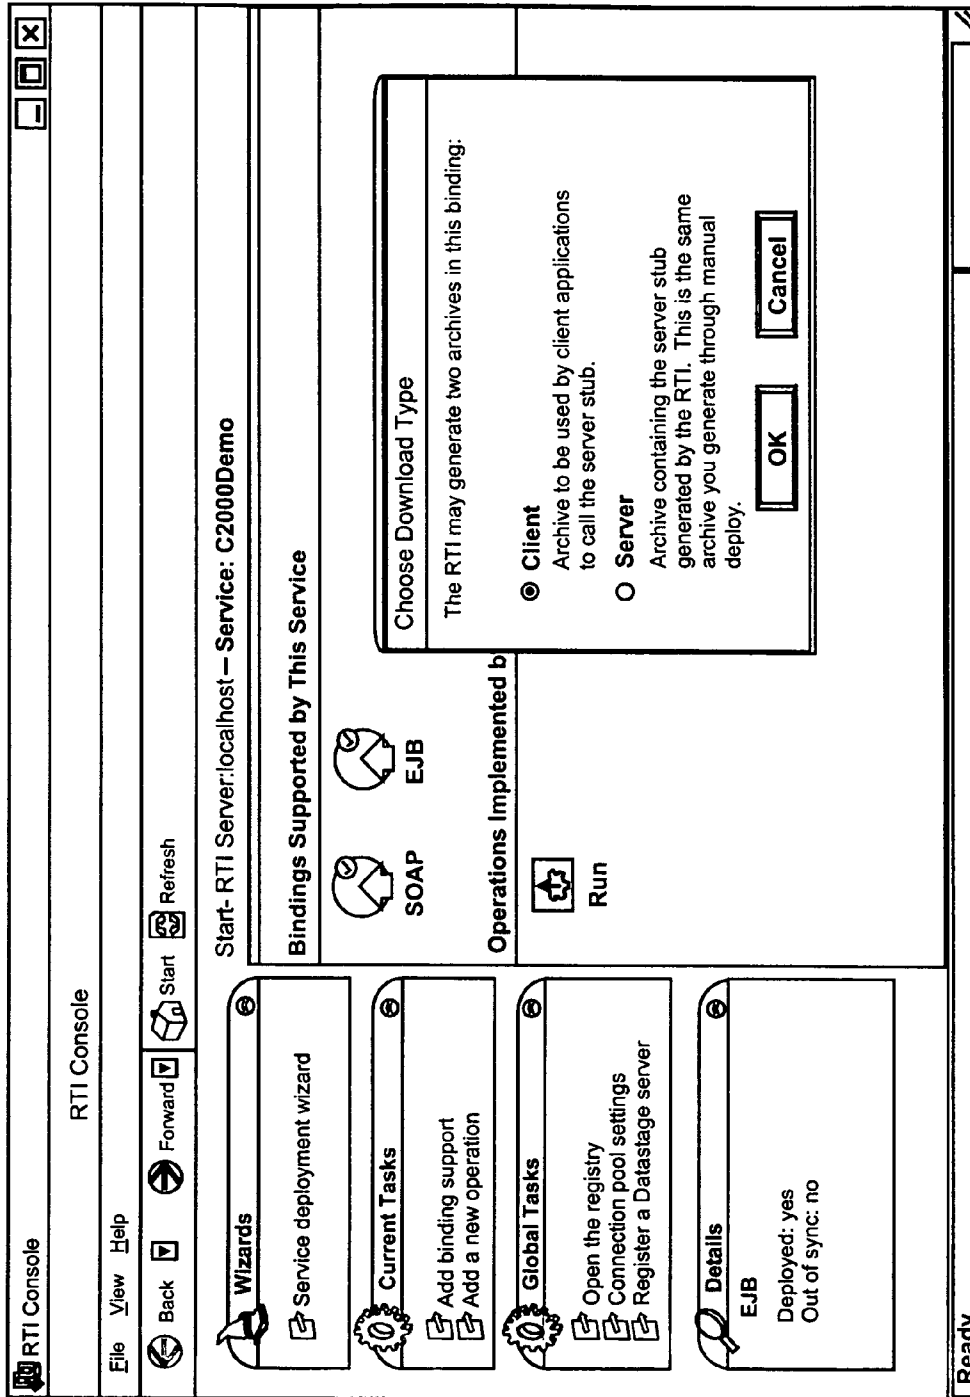 RTI Console
RTI Console
File View Help
Back Forward Start Refresh
Start- RTI Server:localhost – Service: C2000Demo
Wizards
Service deployment wizard
Current Tasks
Add binding support
Add a new operation
Global Tasks
Open the registry
Connection pool settings
Register a Datastage server
Details
EJB
Deployed: yes
Out of sync: no
Bindings Supported by This Service
SOAP
EJB
Operations Implemented b
Run
Choose Download Type
The RTI may generate two archives in this binding:
Client
Archive to be used by client applications
to call the server stub.
Server
Archive containing the server stub
generated by the RTI. This is the same
archive you generate through manual
deploy.
OK
Cancel
Ready